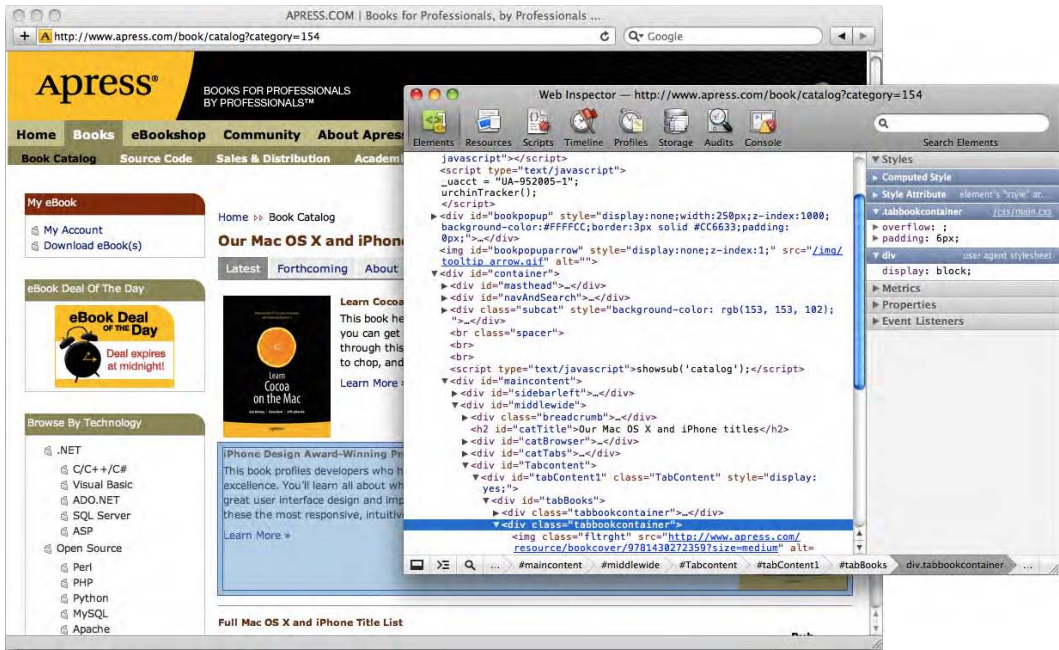 APRESS.COM | Books for Professionals, by Professionals ...
http://www.apress.com/book/catalog?category=154
Google
Apress®
BOOKS FOR PROFESSIONALS
BY PROFESSIONALS™
Home Books eBookshop Community About Apres
Book Catalog Source Code Sales & Distribution Academi
My eBook
My Account
Download eBook(s)
eBook Deal Of The Day
eBook Deal
OF THE Day
Deal expires
at midnight!
Browse By Technology
.NET
C/C++/C#
Visual Basic
ADO.NET
SQL Server
ASP
Open Source
Perl
PHP
Python
MySQL
Apache
Home Book Catalog
Our Mac OS X and iPhon
Latest Forthcoming About
Learn
Cocoa
on the Mac
Learn Cocoa
This book he
you can get
through this
to chop, and
Learn More »
iPhone Design Award-Winning Pr
This book profiles developers who h
excellence. You'll learn all about wh
great user interface design and imp
these the most responsive, intuitiv
Learn More »
Full Mac OS X and iPhone Title List
Web Inspector — http://www.apress.com/book/catalog?category=154
Elements Resources Scripts Timeline Profiles Storage Audits Console
Search Elements
javascript"></script>
<script type="text/javascript">
_uacct = "UA-952005-1";
urchinTracker();
</script>
<div id="bookpopup" style="display:none;width:250px;z-index:1000;
background-color:#FFFFCC;border:3px solid #CC6633;padding:
0px;">…</div>
<img id="bookpopuparrow" style="display:none;z-index:1;" src="/img/
tooltip_arrow.gif" alt="">
<div id="container">
<div id="masthead">…</div>
<div id="navAndSearch">…</div>
<div class="subcat" style="background-color: rgb(153, 153, 102);
">…</div>
<br class="spacer">
<br>
<br>
<script type="text/javascript">showsub('catalog');</script>
<div id="maincontent">
<div id="sidebarleft">…</div>
<div id="middlewide">
<div class="breadcrumb">…</div>
<h2 id="catTitle">Our Mac OS X and iPhone titles</h2>
<div id="catBrowser">…</div>
<div id="catTabs">…</div>
<div id="Tabcontent">
<div id="tabContent1" class="TabContent" style="display:
yes;">
<div id="tabBooks">
<div class="tabbookcontainer">…</div>
<div class="tabbookcontainer">
<img class="fltrght" src="http://www.apress.com/
resource/bookcover/9781430272359?size=medium" alt=
... #maincontent #middlewide #Tabcontent #tabContent1 #tabBooks div.tabbookcontainer ...
Styles
Computed Style
Style Attribute element's "style" at...
.tabbookcontainer /css/main.css
overflow: ;
padding: 6px;
div user agent stylesheet
display: block;
Metrics
Properties
Event Listeners